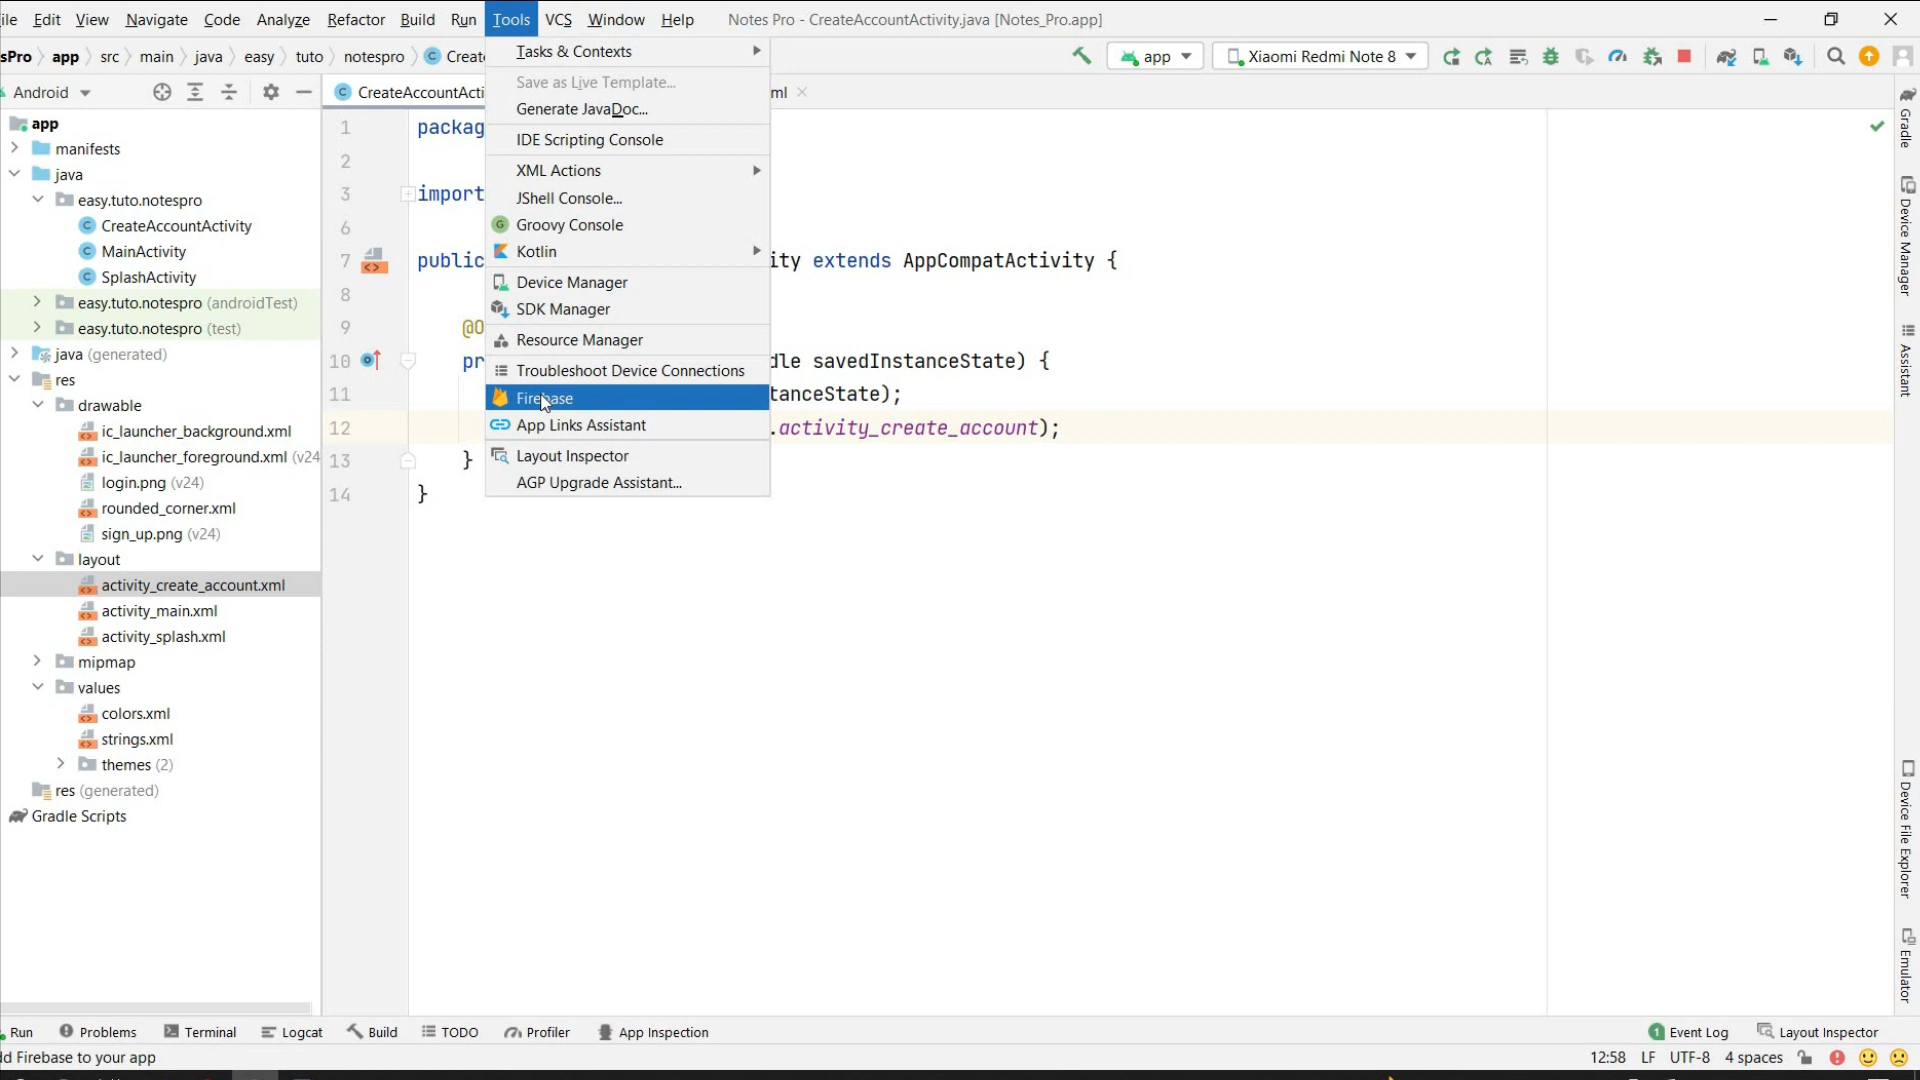 ile Edit View Navigate Code Analyze Refactor Build Run Tools VCS Window Help Notes Pro - CreateAccountActivity.java [Notes_Pro.app]
sPro app src main java easy tuto notespro Create app Xiaomi Redmi Note 8
Android
CreateAccountActi
ml
app
manifests
java
easy.tuto.notespro
CreateAccountActivity
MainActivity
SplashActivity
easy.tuto.notespro (androidTest)
easy.tuto.notespro (test)
java (generated)
res
drawable
ic_launcher_background.xml
ic_launcher_foreground.xml (v24
login.png (v24)
rounded_corner.xml
sign_up.png (v24)
layout
activity_create_account.xml
activity_main.xml
activity_splash.xml
mipmap
values
colors.xml
strings.xml
themes (2)
res (generated)
Gradle Scripts
Tasks & Contexts
Save as Live Template...
Generate JavaDoc...
IDE Scripting Console
XML Actions
JShell Console...
Groovy Console
Kotlin
Device Manager
SDK Manager
Resource Manager
Troubleshoot Device Connections
Firebase
App Links Assistant
Layout Inspector
AGP Upgrade Assistant...
1 packag
2
3 import
6
7 public ity extends AppCompatActivity {
8
9 @O
10 pr dle savedInstanceState) {
11 tanceState);
12 .activity_create_account);
13 }
14 }
Gradle
Device Manager
Assistant
Device File Explorer
Emulator
Run Problems Terminal Logcat Build TODO Profiler App Inspection 1 Event Log Layout Inspector
dd Firebase to your app 12:58 LF UTF-8 4 spaces